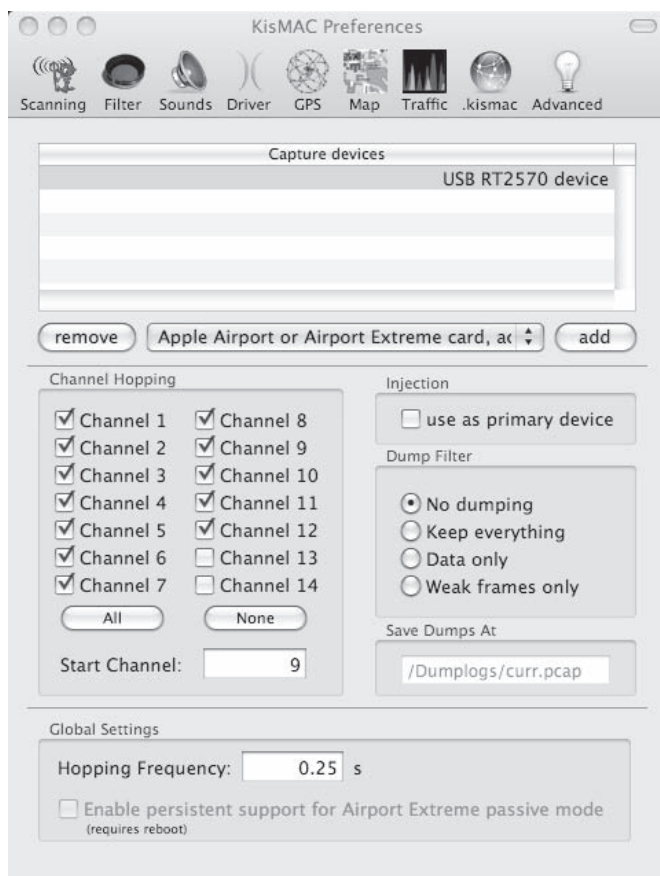 KisMAC Preferences
Scanning Filter Sounds Driver GPS Map Traffic .kismac Advanced
Capture devices
USB RT2570 device
remove Apple Airport or Airport Extreme card, ac add
Channel Hopping
Channel 1 Channel 8
Channel 2 Channel 9
Channel 3 Channel 10
Channel 4 Channel 11
Channel 5 Channel 12
Channel 6 Channel 13
Channel 7 Channel 14
All None
Start Channel: 9
Injection
use as primary device
Dump Filter
No dumping
Keep everything
Data only
Weak frames only
Save Dumps At
/Dumplogs/curr.pcap
Global Settings
Hopping Frequency: 0.25 s
Enable persistent support for Airport Extreme passive mode
(requires reboot)